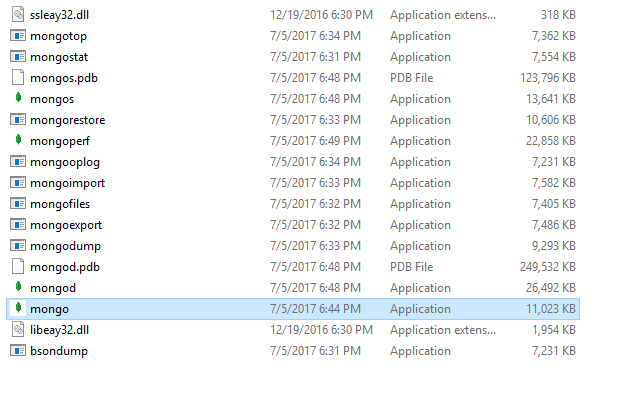 ssleay32.dll 12/19/2016 6:30 PM Application extens... 318 KB
mongotop 7/5/2017 6:34 PM Application 7,362 KB
mongostat 7/5/2017 6:31 PM Application 7,554 KB
mongos.pdb 7/5/2017 6:48 PM PDB File 123,796 KB
mongos 7/5/2017 6:48 PM Application 13,641 KB
mongorestore 7/5/2017 6:33 PM Application 10,606 KB
mongoperf 7/5/2017 6:49 PM Application 22,858 KB
mongooplog 7/5/2017 6:34 PM Application 7,231 KB
mongoimport 7/5/2017 6:33 PM Application 7,582 KB
mongofiles 7/5/2017 6:32 PM Application 7,405 KB
mongoexport 7/5/2017 6:32 PM Application 7,486 KB
mongodump 7/5/2017 6:33 PM Application 9,293 KB
mongod.pdb 7/5/2017 6:48 PM PDB File 249,532 KB
mongod 7/5/2017 6:48 PM Application 26,492 KB
mongo 7/5/2017 6:44 PM Application 11,023 KB
libeay32.dll 12/19/2016 6:30 PM Application extens... 1,954 KB
bsondump 7/5/2017 6:31 PM Application 7,231 KB